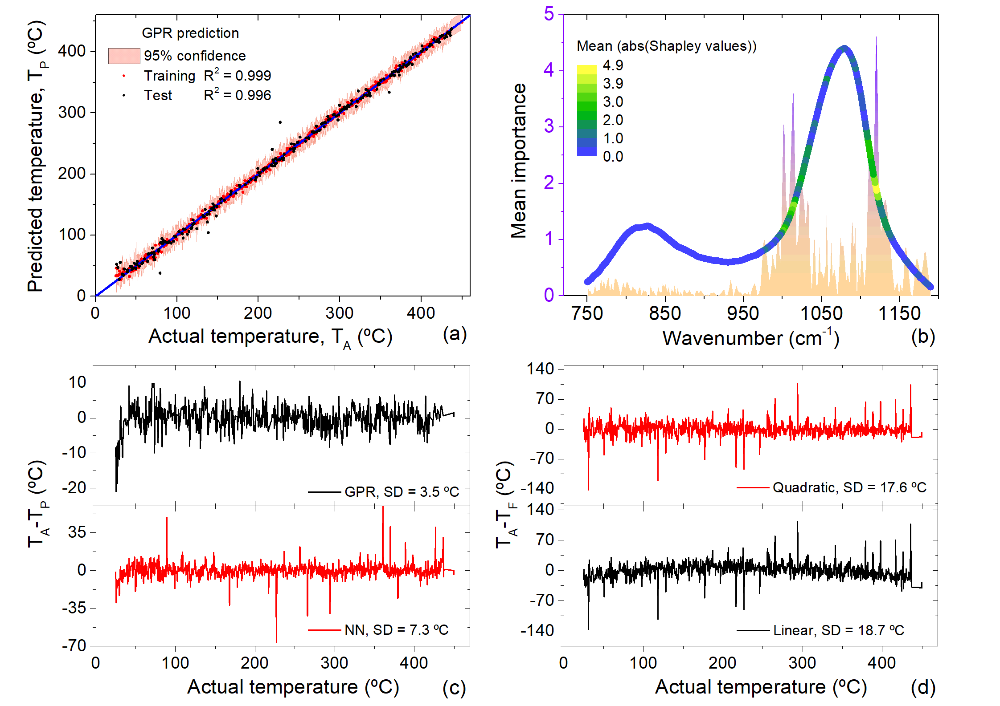 GPR prediction
95% confidence
Training R² = 0.999
Test R² = 0.996
Predicted temperature, T_P (ºC)
400
300
200
100
0
0 100 200 300 400
Actual temperature, T_A (ºC)
(a)
Mean (abs(Shapley values))
4.9
3.9
3.0
2.0
1.0
0.0
Mean importance
5
4
3
2
1
0
750 850 950 1050 1150
Wavenumber (cm⁻¹)
(b)
T_A-T_P (ºC)
10
0
-10
-20
GPR, SD = 3.5 ºC
35
0
-35
-70
NN, SD = 7.3 ºC
0 100 200 300 400
Actual temperature (ºC)
(c)
T_A-T_F (ºC)
140
70
0
-70
-140
Quadratic, SD = 17.6 ºC
140
70
0
-70
-140
Linear, SD = 18.7 ºC
0 100 200 300 400
Actual temperature (ºC)
(d)